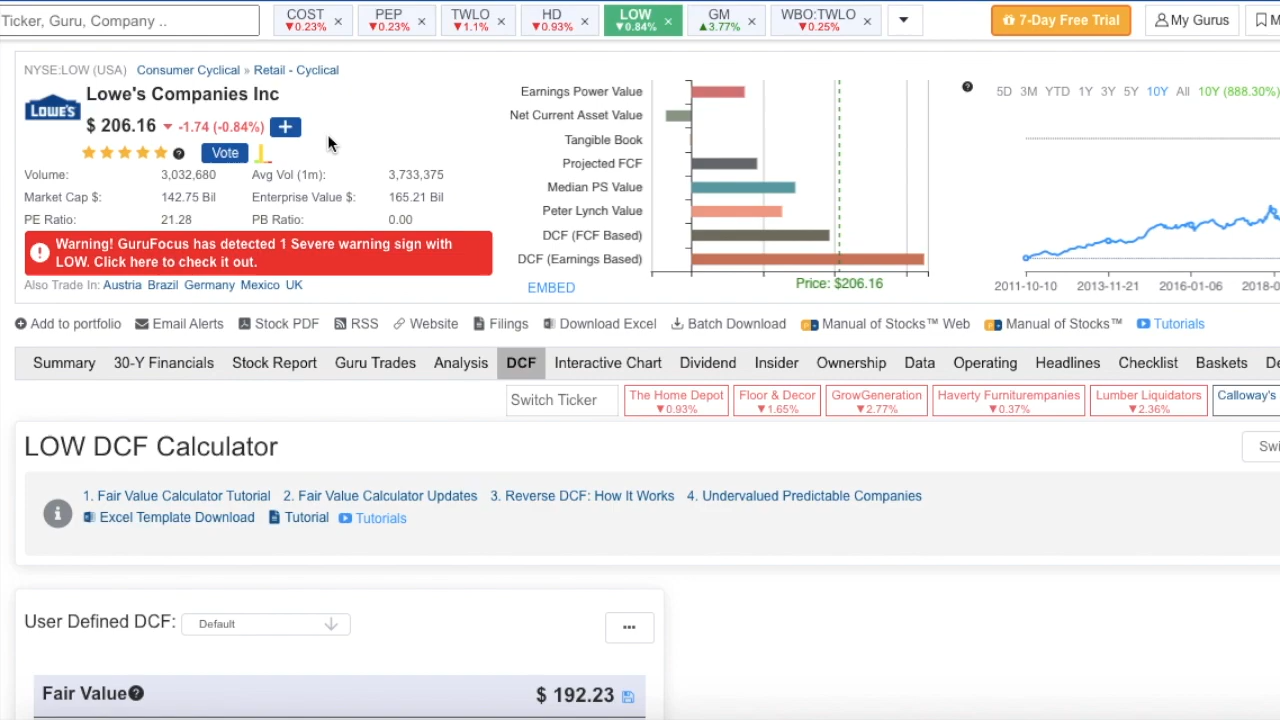 Ticker, Guru, Company ..
COST × PEP × TWLO × HD × LOW × GM × WBO:TWLO ×
▼0.23% ▼0.23% ▼1.1% ▼0.93% ▼0.84% ▲3.77% ▼0.25%
7-Day Free Trial
My Gurus
NYSE:LOW (USA) Consumer Cyclical » Retail - Cyclical
LOWE'S
Lowe's Companies Inc
$ 206.16 -1.74 (-0.84%) +
Vote
Volume: 3,032,680 Avg Vol (1m): 3,733,375
Market Cap $: 142.75 Bil Enterprise Value $: 165.21 Bil
PE Ratio: 21.28 PB Ratio: 0.00
Warning! GuruFocus has detected 1 Severe warning sign with
LOW. Click here to check it out.
Also Trade In: Austria Brazil Germany Mexico UK
Earnings Power Value
Net Current Asset Value
Tangible Book
Projected FCF
Median PS Value
Peter Lynch Value
DCF (FCF Based)
DCF (Earnings Based)
Price: $206.16
EMBED
5D 3M YTD 1Y 3Y 5Y 10Y All 10Y (888.30%)
2011-10-10 2013-11-21 2016-01-06 2018-0
Add to portfolio Email Alerts Stock PDF RSS Website Filings Download Excel Batch Download Manual of Stocks™ Web Manual of Stocks™ Tutorials
Summary 30-Y Financials Stock Report Guru Trades Analysis DCF Interactive Chart Dividend Insider Ownership Data Operating Headlines Checklist Baskets De
Switch Ticker
The Home Depot Floor & Decor GrowGeneration Haverty Furniturempanies Lumber Liquidators Calloway's
▼0.93% ▼1.65% ▼2.77% ▼0.37% ▼2.36%
LOW DCF Calculator
Swi
1. Fair Value Calculator Tutorial 2. Fair Value Calculator Updates 3. Reverse DCF: How It Works 4. Undervalued Predictable Companies
Excel Template Download Tutorial Tutorials
User Defined DCF: Default
...
Fair Value $ 192.23